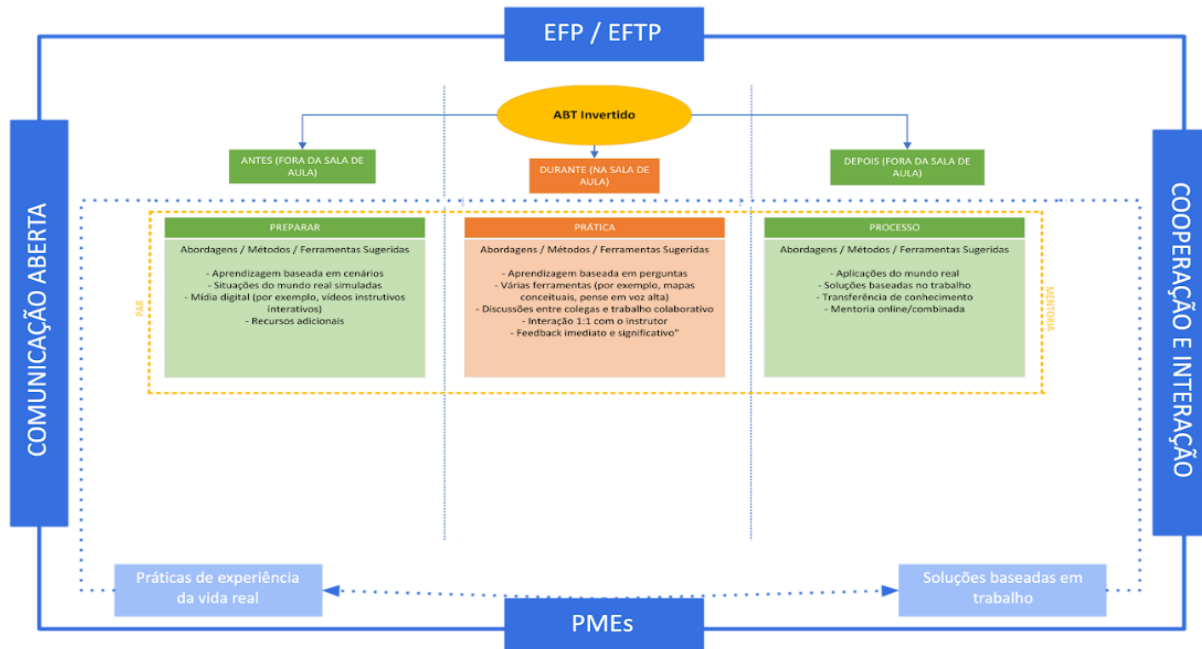 EFP / EFTP
COMUNICAÇÃO ABERTA
COOPERAÇÃO E INTERAÇÃO
ABT Invertido
ANTES (FORA DA SALA DE
AULA)
DURANTE (NA SALA DE
AULA)
DEPOIS (FORA DA SALA DE
AULA)
PAR
PREPARAR
Abordagens / Métodos / Ferramentas Sugeridas
- Aprendizagem baseada em cenários
- Situações do mundo real simuladas
- Mídia digital (por exemplo, vídeos instrutivos
interativos)
- Recursos adicionais
PRÁTICA
Abordagens / Métodos / Ferramentas Sugeridas
- Aprendizagem baseada em perguntas
- Várias ferramentas (por exemplo, mapas
conceituais, pense em voz alta)
- Discussões entre colegas e trabalho colaborativo
- Interação 1:1 com o instrutor
- Feedback imediato e significativo"
PROCESSO
Abordagens / Métodos / Ferramentas Sugeridas
- Aplicações do mundo real
- Soluções baseadas no trabalho
- Transferência de conhecimento
- Mentoria online/combinada
MENTORIA
Práticas de experiência
da vida real
Soluções baseadas em
trabalho
PMEs